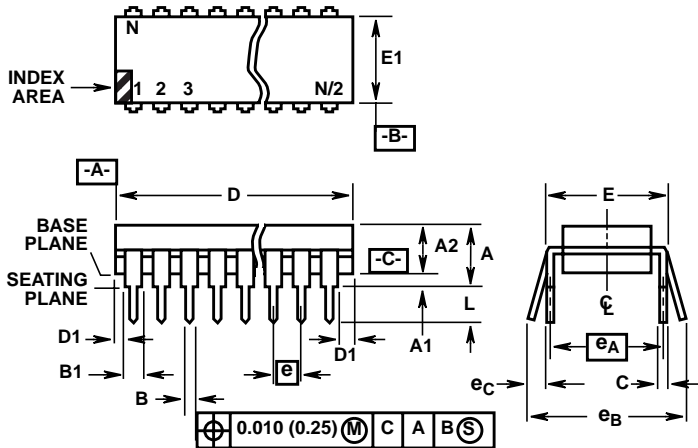 N
E1
INDEX
AREA
1 2 3 N/2
-B-
-A-
D E
BASE
PLANE
A2 A
-C-
SEATING
PLANE
L
C
L
D1
A1
D1
eA
B1
e
eC
C
B
eB
0.010 (0.25) M C A B S